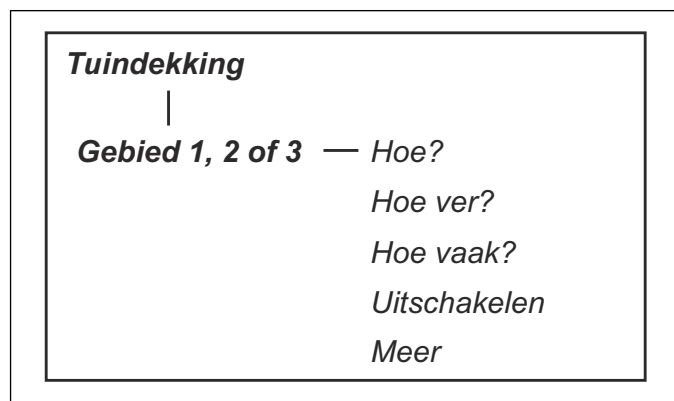 Tuindekking
Gebied 1, 2 of 3 — Hoe?
Hoe ver?
Hoe vaak?
Uitschakelen
Meer